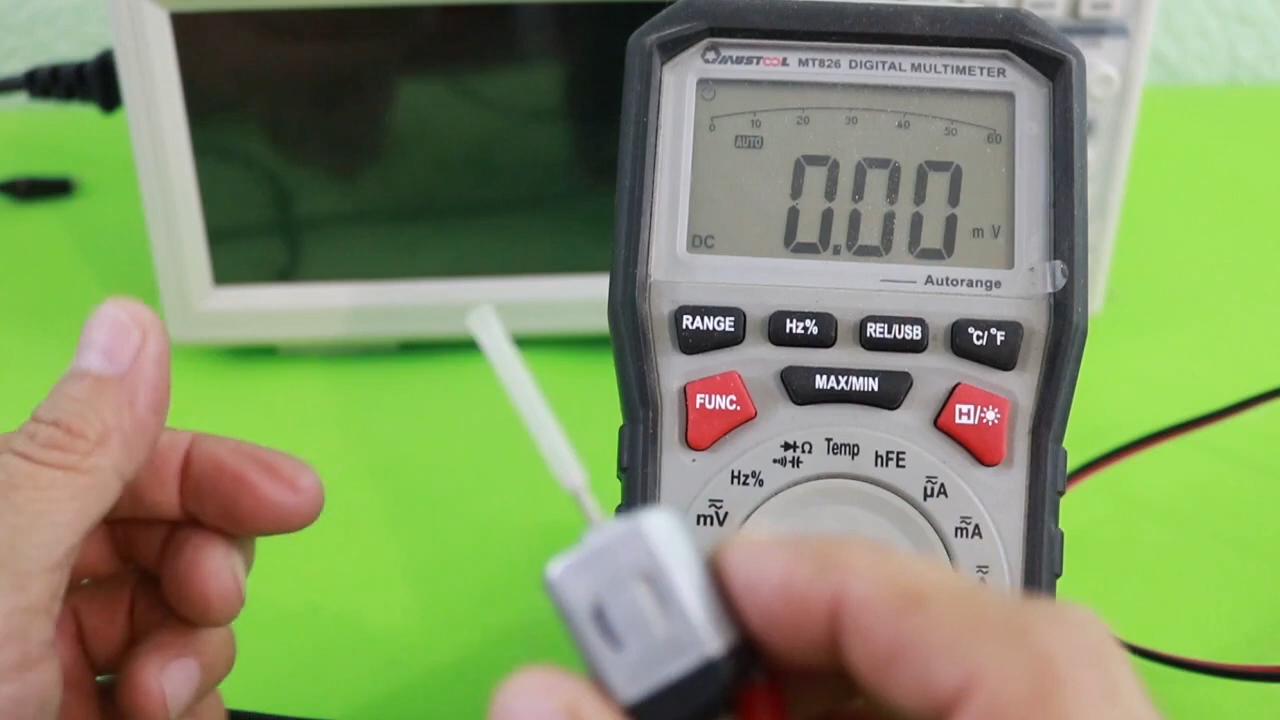 MUSTOOL MT826 DIGITAL MULTIMETER
0 10 20 30 40 50 60
AUTO
0.00
DC m V
Autorange
RANGE Hz% REL/USB °C/°F
FUNC. MAX/MIN H/
Ω Temp hFE
Hz% µA
mV mA